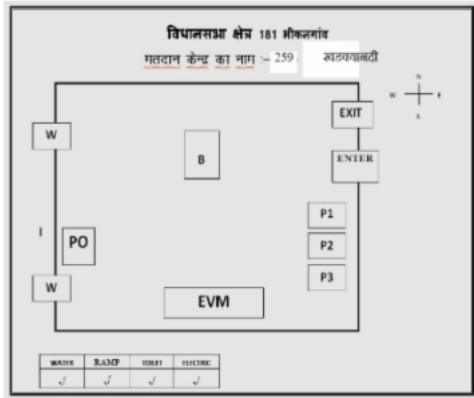 विधानसभा क्षेत्र 181 भीकनगांव
मतदान केन्द्र का नाम :- 259
N
W E
S
EXIT
W
ENTER
B
P1
I
PO
P2
P3
W
EVM
WATER RAMP TOILET ELECTRIC
√ √ √ √